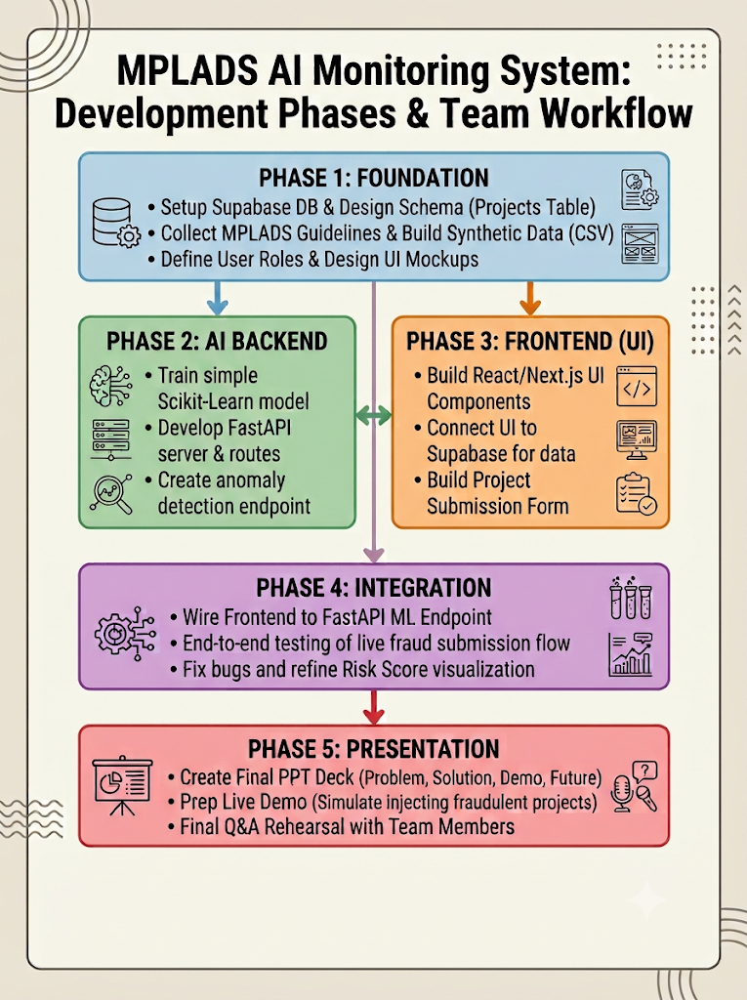 MPLADS AI Monitoring System:
Development Phases & Team Workflow
PHASE 1: FOUNDATION
• Setup Supabase DB & Design Schema (Projects Table)
• Collect MPLADS Guidelines & Build Synthetic Data (CSV)
• Define User Roles & Design UI Mockups
PHASE 2: AI BACKEND
• Train simple
Scikit-Learn model
• Develop FastAPI
server & routes
• Create anomaly
detection endpoint
PHASE 3: FRONTEND (UI)
• Build React/Next.js UI
Components
• Connect UI to
Supabase for data
• Build Project
Submission Form
</>
PHASE 4: INTEGRATION
• Wire Frontend to FastAPI ML Endpoint
• End-to-end testing of live fraud submission flow
• Fix bugs and refine Risk Score visualization
PHASE 5: PRESENTATION
• Create Final PPT Deck (Problem, Solution, Demo, Future)
• Prep Live Demo (Simulate injecting fraudulent projects)
• Final Q&A Rehearsal with Team Members
?